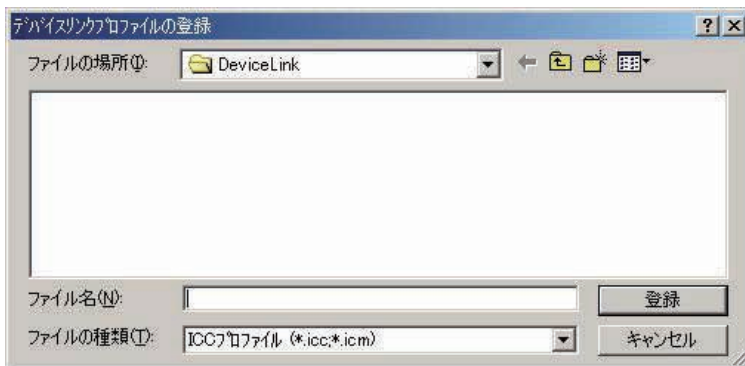 ﾃﾞﾊﾞｲｽﾘﾝｸﾌﾟﾛﾌｧｲﾙの登録
ファイルの場所(I):
DeviceLink
ファイル名(N):
登録
ファイルの種類(T):
ICCﾌﾟﾛﾌｧｲﾙ (*.icc;*.icm)
キャンセル